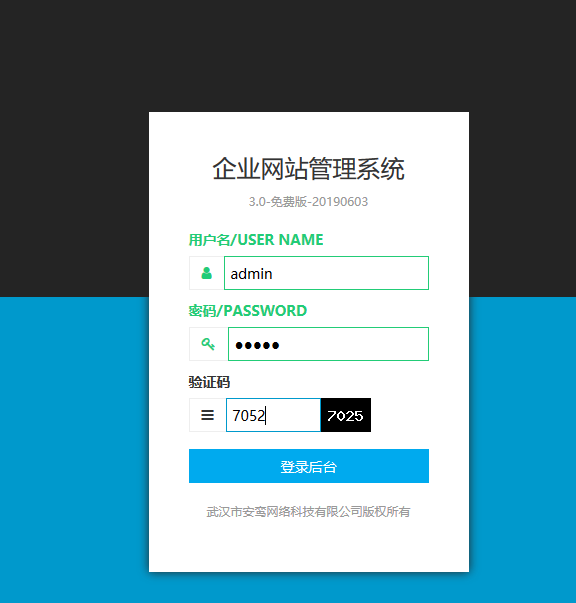 企业网站管理系统
3.0-免费版-20190603
用户名/USER NAME
admin
密码/PASSWORD
●●●●●
验证码
7052 7025
登录后台
武汉市安鸾网络科技有限公司版权所有